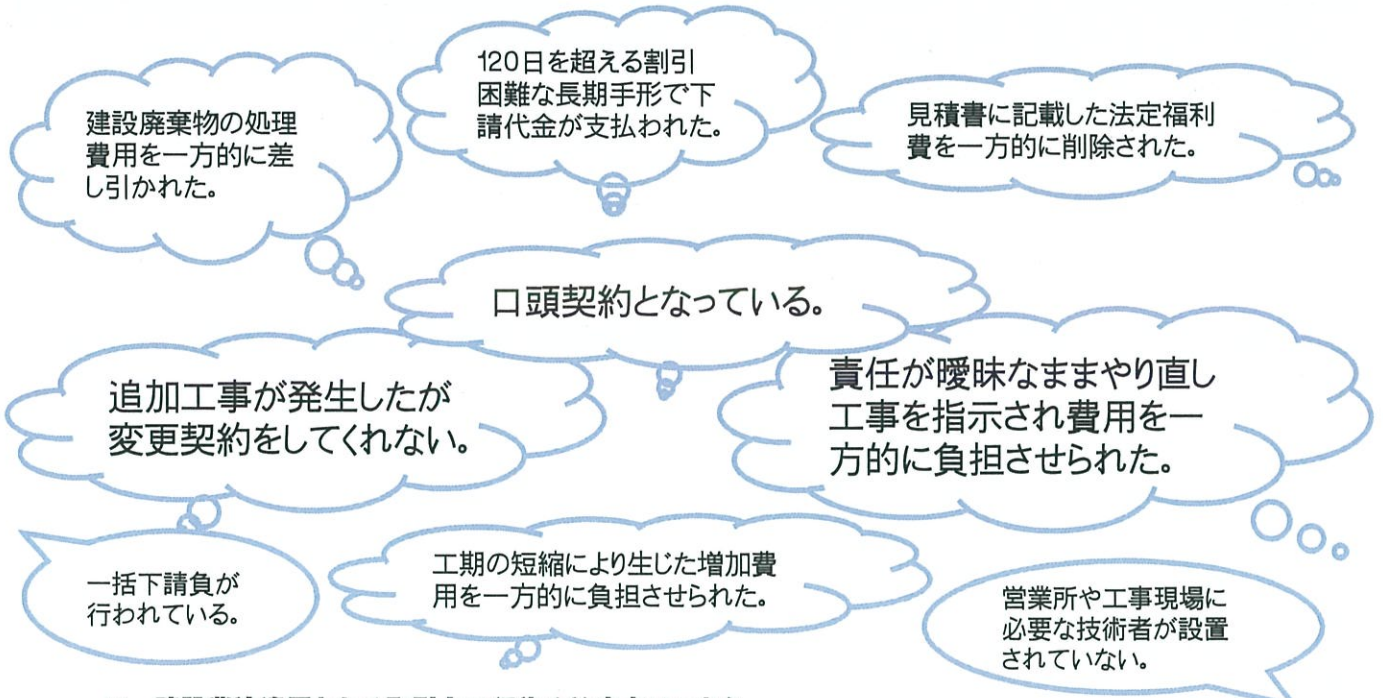 建設廃棄物の処理
費用を一方的に差
し引かれた。
120日を超える割引
困難な長期手形で下
請代金が支払われた。
見積書に記載した法定福利
費を一方的に削除された。
口頭契約となっている。
追加工事が発生したが
変更契約をしてくれない。
責任が曖昧なままやり直し
工事を指示され費用を一
方的に負担させられた。
一括下請負が
行われている。
工期の短縮により生じた増加費
用を一方的に負担させられた。
営業所や工事現場に
必要な技術者が設置
されていない。